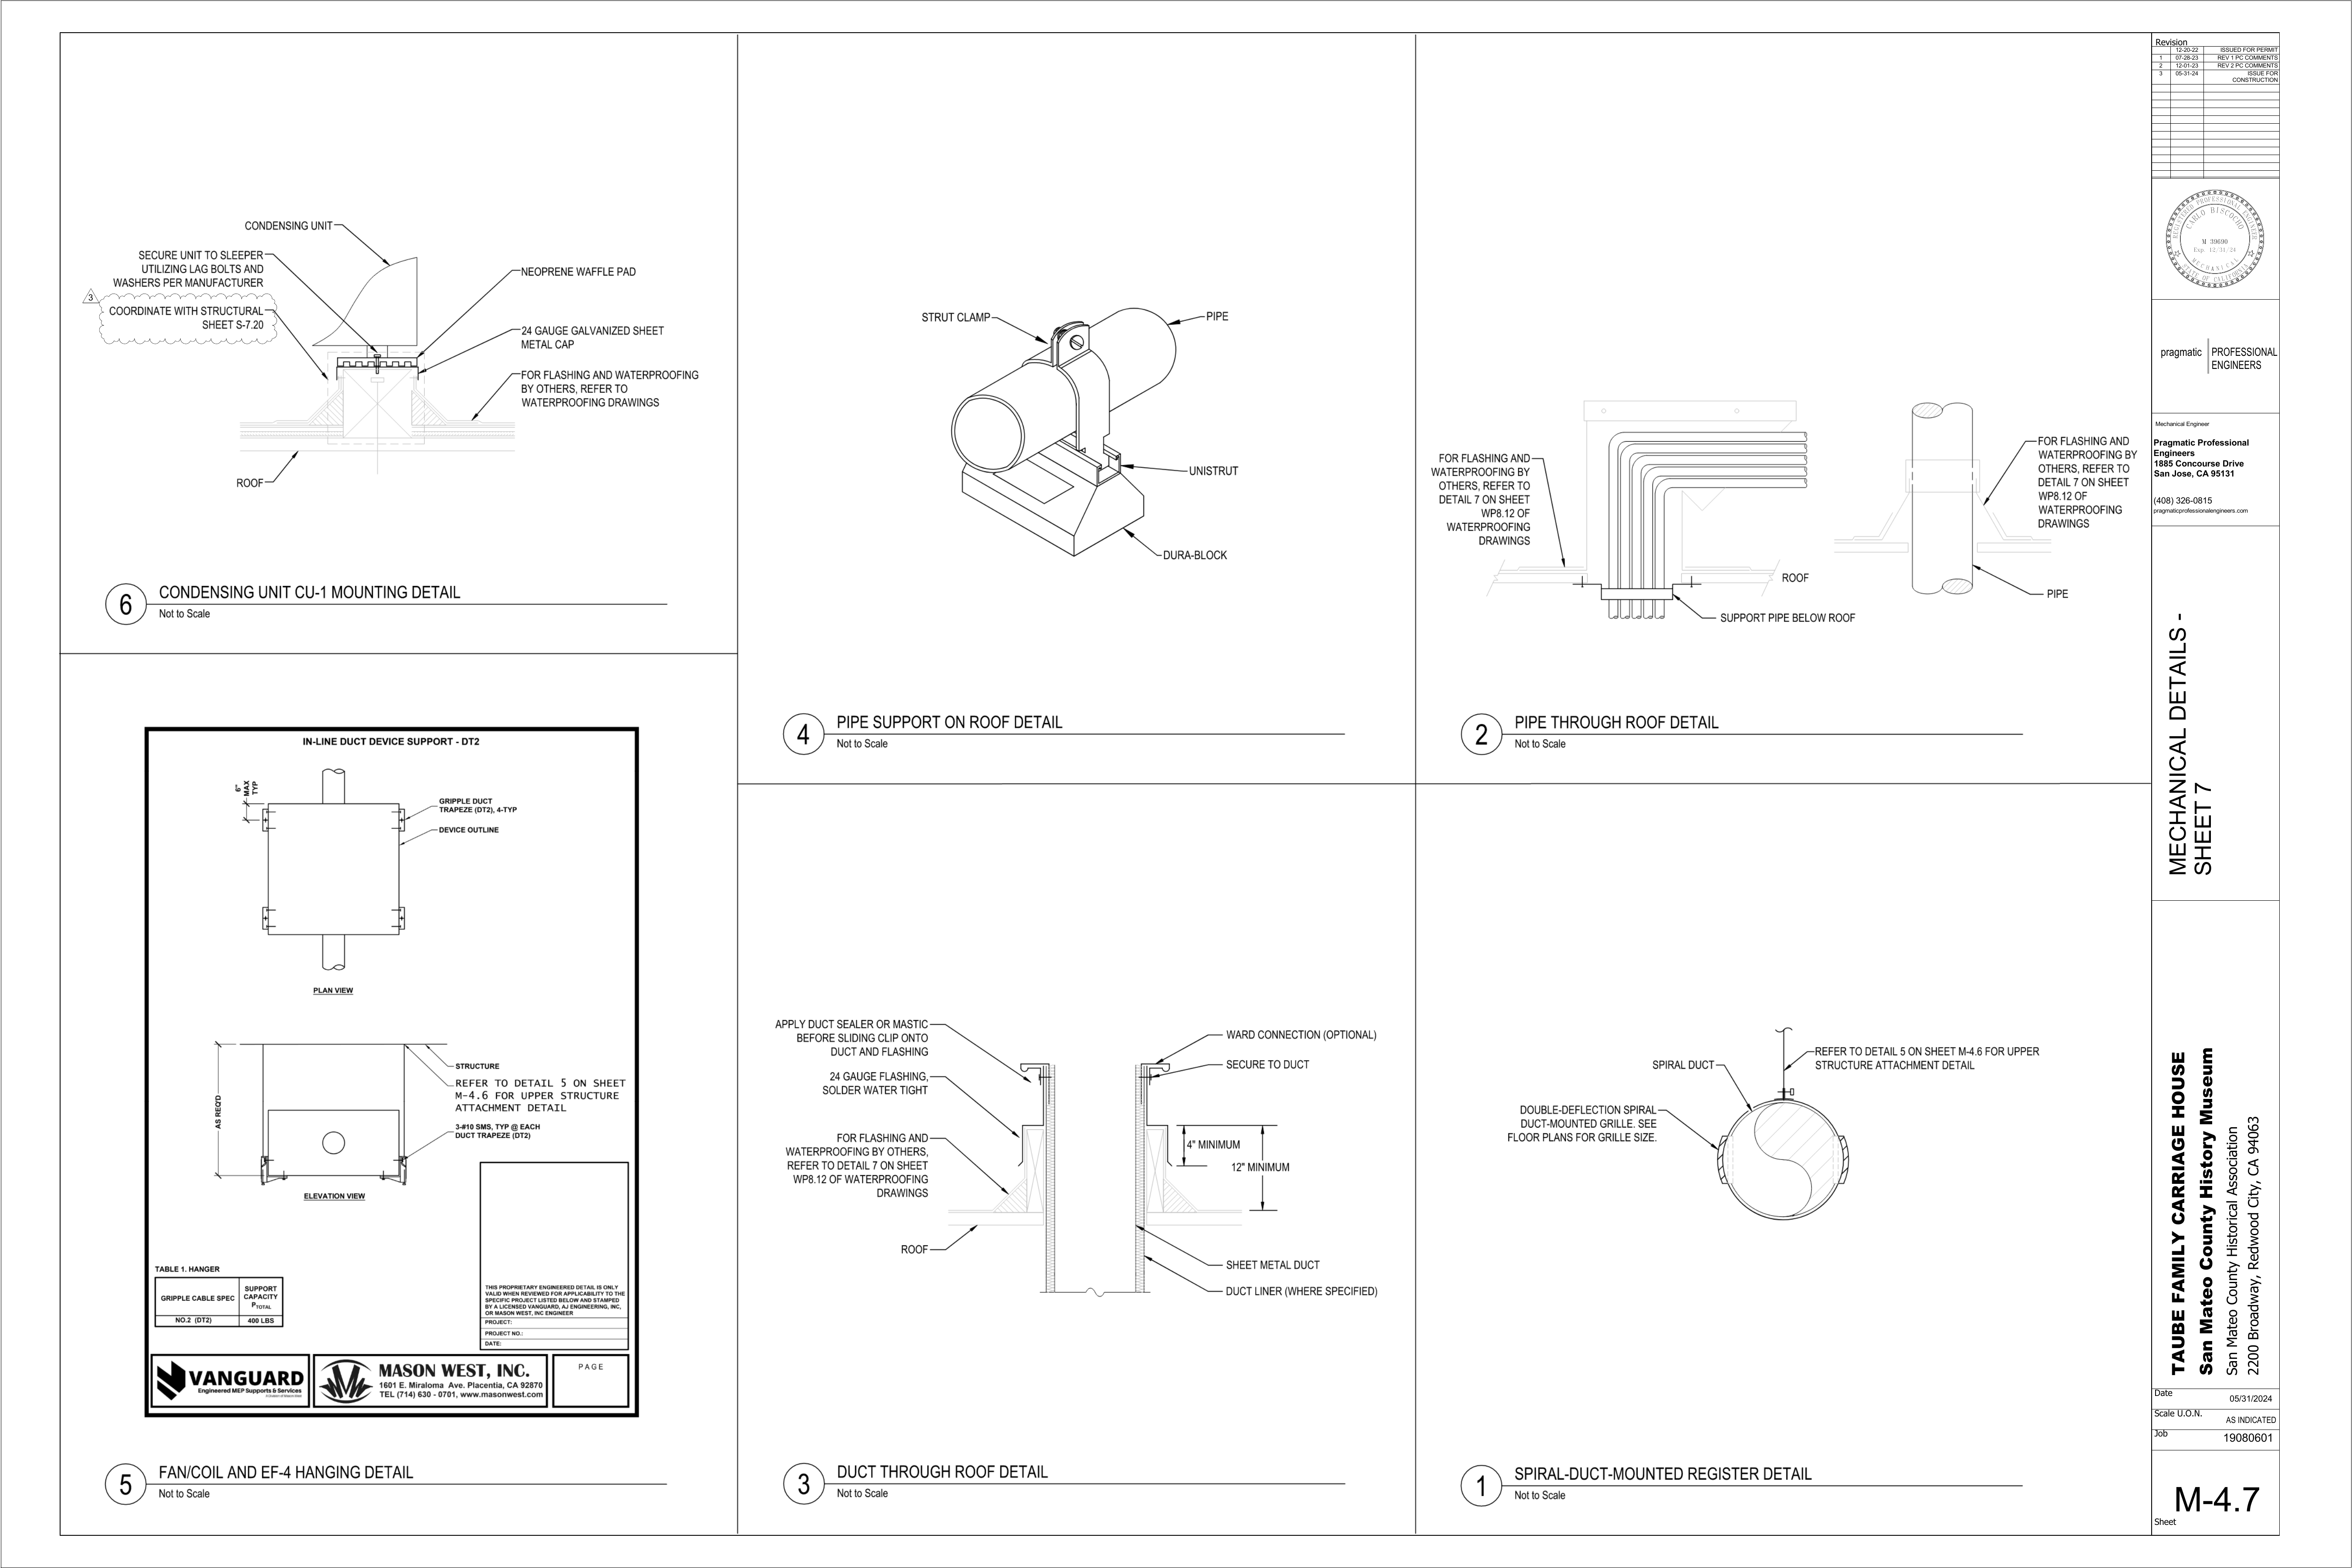 CONDENSING UNIT
SECURE UNIT TO SLEEPER
UTILIZING LAG BOLTS AND
WASHERS PER MANUFACTURER
3
COORDINATE WITH STRUCTURAL
SHEET S-7.20
NEOPRENE WAFFLE PAD
24 GAUGE GALVANIZED SHEET
METAL CAP
FOR FLASHING AND WATERPROOFING
BY OTHERS, REFER TO
WATERPROOFING DRAWINGS
ROOF
6
CONDENSING UNIT CU-1 MOUNTING DETAIL
Not to Scale
STRUT CLAMP
PIPE
UNISTRUT
DURA-BLOCK
4
PIPE SUPPORT ON ROOF DETAIL
Not to Scale
FOR FLASHING AND
WATERPROOFING BY
OTHERS, REFER TO
DETAIL 7 ON SHEET
WP8.12 OF
WATERPROOFING
DRAWINGS
ROOF
SUPPORT PIPE BELOW ROOF
FOR FLASHING AND
WATERPROOFING BY
OTHERS, REFER TO
DETAIL 7 ON SHEET
WP8.12 OF
WATERPROOFING
DRAWINGS
PIPE
2
PIPE THROUGH ROOF DETAIL
Not to Scale
IN-LINE DUCT DEVICE SUPPORT - DT2
6"
MAX
TYP
GRIPPLE DUCT
TRAPEZE (DT2), 4-TYP
DEVICE OUTLINE
PLAN VIEW
AS REQ'D
STRUCTURE
REFER TO DETAIL 5 ON SHEET
M-4.6 FOR UPPER STRUCTURE
ATTACHMENT DETAIL
3-#10 SMS, TYP @ EACH
DUCT TRAPEZE (DT2)
ELEVATION VIEW
TABLE 1. HANGER
GRIPPLE CABLE SPEC
SUPPORT
CAPACITY
PTOTAL
NO.2 (DT2) 400 LBS
THIS PROPRIETARY ENGINEERED DETAIL IS ONLY
VALID WHEN REVIEWED FOR APPLICABILITY TO THE
SPECIFIC PROJECT LISTED BELOW AND STAMPED
BY A LICENSED VANGUARD, AJ ENGINEERING, INC,
OR MASON WEST, INC ENGINEER
PROJECT:
PROJECT NO.:
DATE:
VANGUARD
Engineered MEP Supports & Services
MASON WEST, INC.
1601 E. Miraloma Ave. Placentia, CA 92870
TEL (714) 630 - 0701, www.masonwest.com
PAGE
5
FAN/COIL AND EF-4 HANGING DETAIL
Not to Scale
APPLY DUCT SEALER OR MASTIC
BEFORE SLIDING CLIP ONTO
DUCT AND FLASHING
24 GAUGE FLASHING,
SOLDER WATER TIGHT
FOR FLASHING AND
WATERPROOFING BY OTHERS,
REFER TO DETAIL 7 ON SHEET
WP8.12 OF WATERPROOFING
DRAWINGS
ROOF
WARD CONNECTION (OPTIONAL)
SECURE TO DUCT
4" MINIMUM
12" MINIMUM
SHEET METAL DUCT
DUCT LINER (WHERE SPECIFIED)
3
DUCT THROUGH ROOF DETAIL
Not to Scale
SPIRAL DUCT
REFER TO DETAIL 5 ON SHEET M-4.6 FOR UPPER
STRUCTURE ATTACHMENT DETAIL
DOUBLE-DEFLECTION SPIRAL
DUCT-MOUNTED GRILLE. SEE
FLOOR PLANS FOR GRILLE SIZE.
1
SPIRAL-DUCT-MOUNTED REGISTER DETAIL
Not to Scale
Revision
12-20-22 ISSUED FOR PERMIT
1 07-28-23 REV 1 PC COMMENTS
2 12-01-23 REV 2 PC COMMENTS
3 05-31-24 ISSUE FOR
CONSTRUCTION
REGISTERED PROFESSIONAL ENGINEER
CARLO BISCOCHO
M 39690
Exp. 12/31/24
MECHANICAL
STATE OF CALIFORNIA
pragmatic
PROFESSIONAL
ENGINEERS
Mechanical Engineer
Pragmatic Professional
Engineers
1885 Concourse Drive
San Jose, CA 95131
(408) 326-0815
pragmaticprofessionalengineers.com
MECHANICAL DETAILS -
SHEET 7
TAUBE FAMILY CARRIAGE HOUSE
San Mateo County History Museum
San Mateo County Historical Association
2200 Broadway, Redwood City, CA 94063
Date
05/31/2024
Scale U.O.N.
AS INDICATED
Job
19080601
M-4.7
Sheet